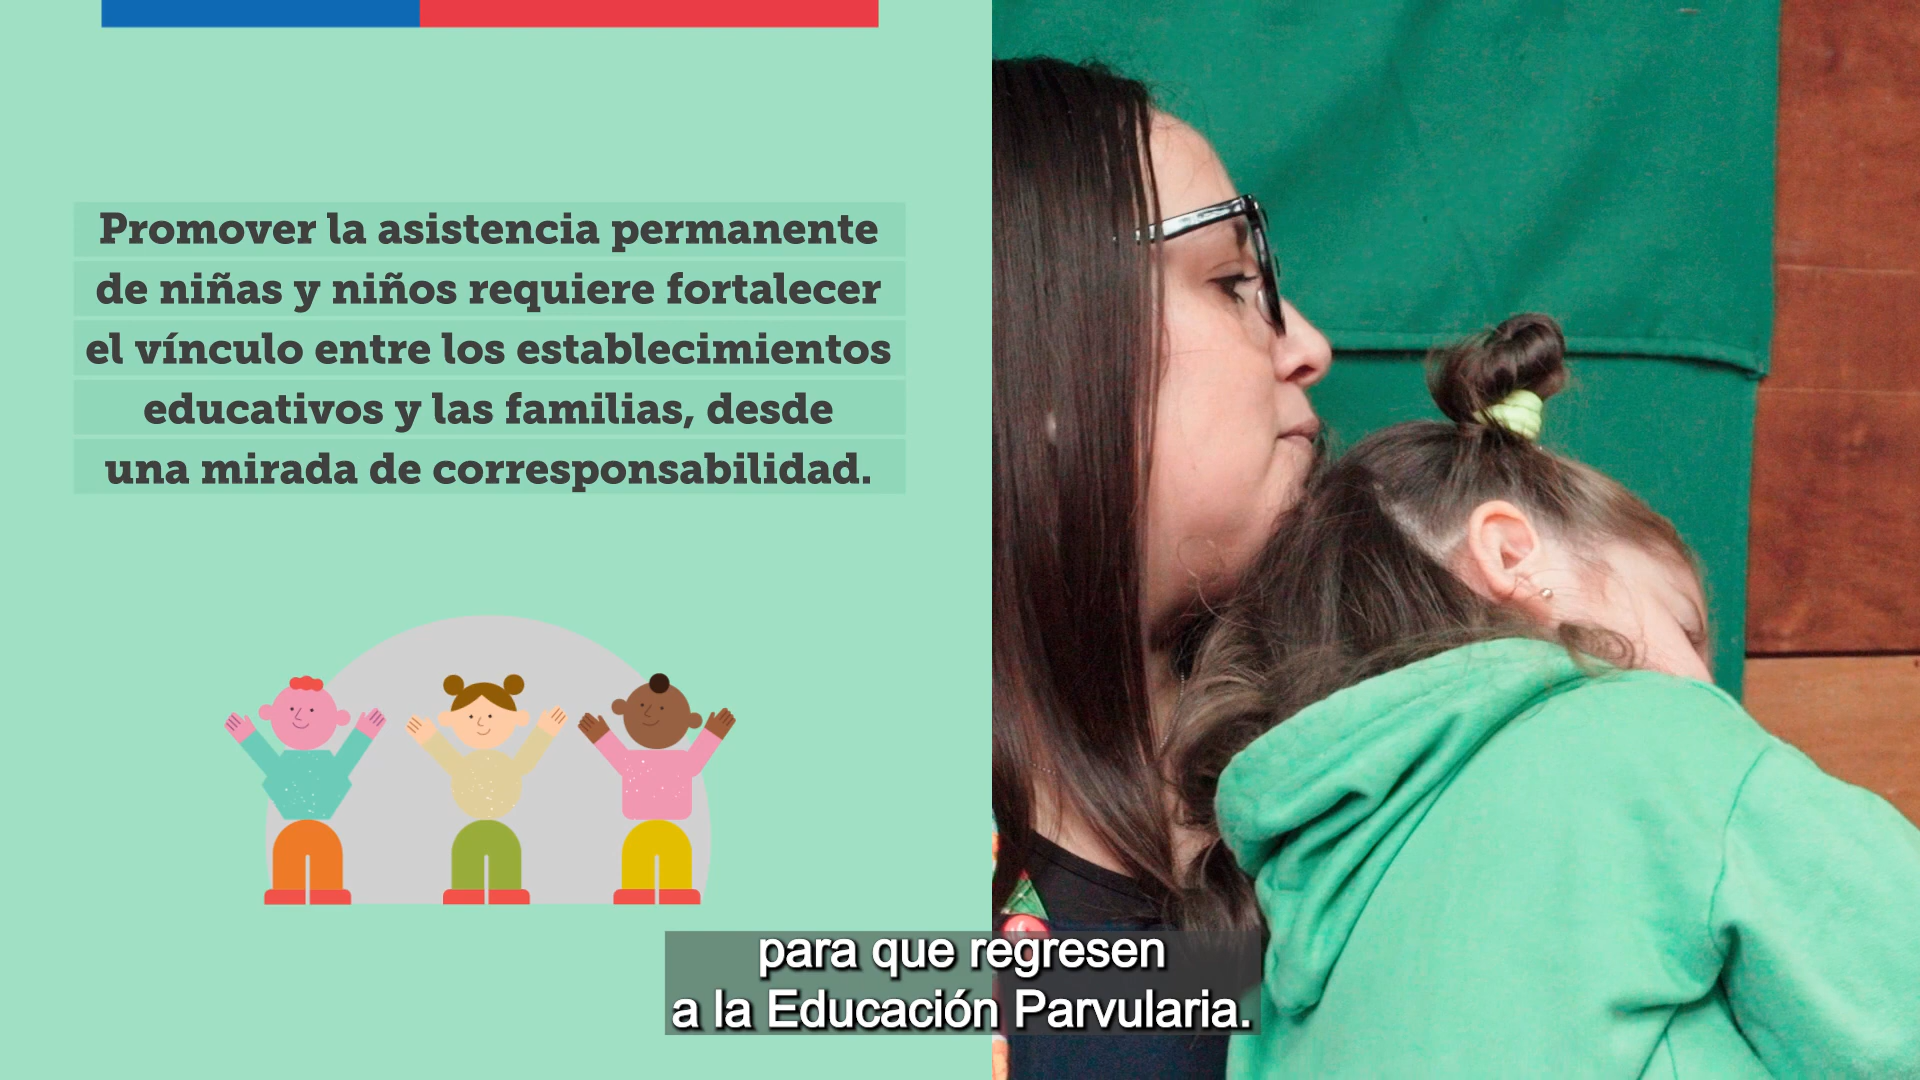 Promover la asistencia permanente
de niñas y niños requiere fortalecer
el vínculo entre los establecimientos
educativos y las familias, desde
una mirada de corresponsabilidad.
para que regresen
a la Educación Parvularia.